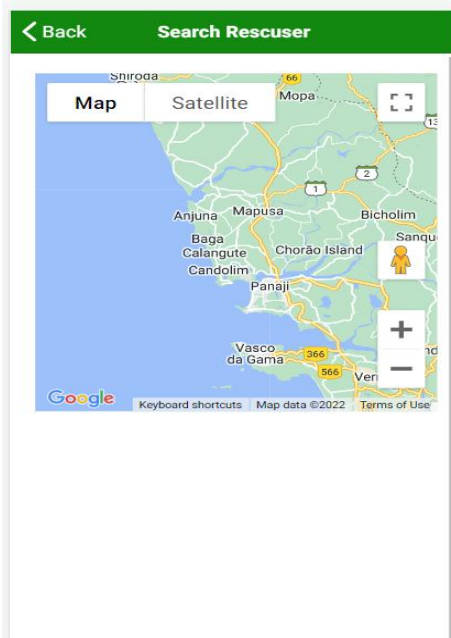 Back Search Rescuser
Shiroda
66
Map Satellite Mopa
13
2
1
Anjuna Mapusa Bicholim
Baga Sanqu
Calangute Chorão Island
Candolim
Panaji
Vasco
da Gama 366
566 Ver
Google Keyboard shortcuts Map data ©2022 Terms of Use